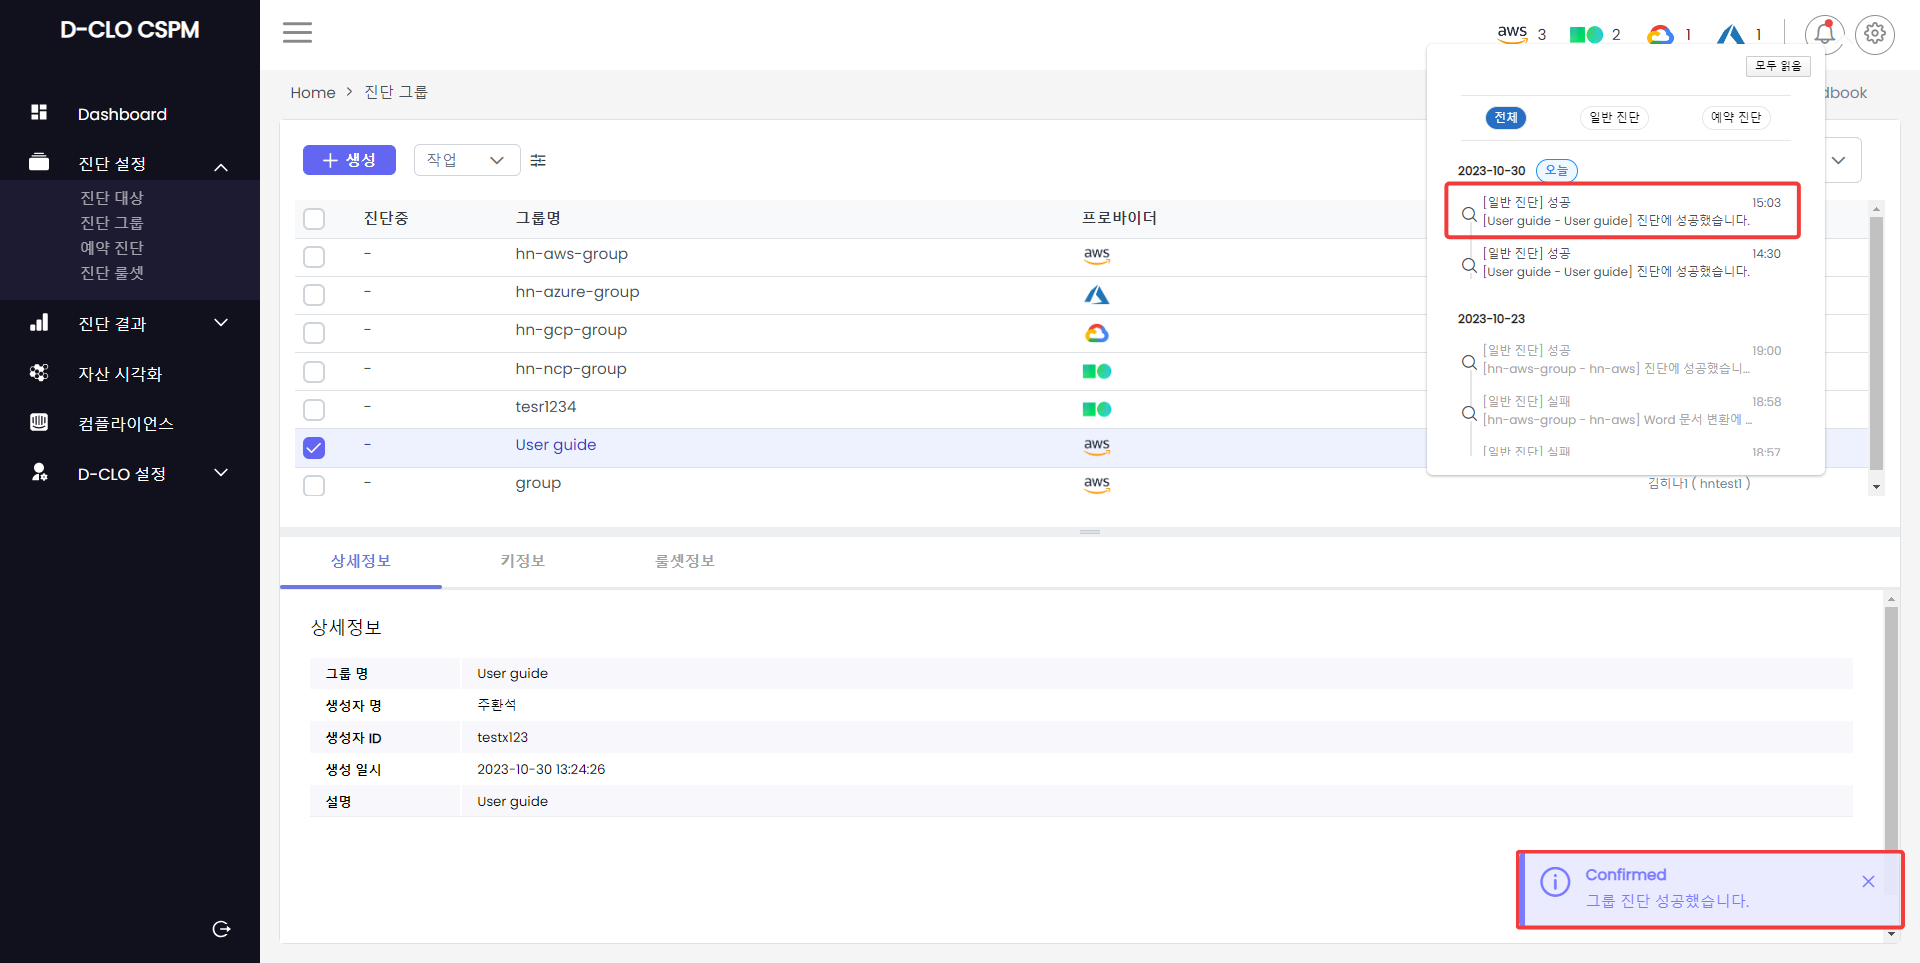 D-CLO CSPM
Dashboard
진단 설정
진단 대상
진단 그룹
예약 진단
진단 룰셋
진단 결과
자산 시각화
컴플라이언스
D-CLO 설정
aws 3 2 1 1
Home > 진단 그룹
dbook
+ 생성
작업
진단중 그룹명 프로바이더
- hn-aws-group aws
- hn-azure-group
- hn-gcp-group
- hn-ncp-group
- tesr1234
- User guide aws
- group aws
김히나1 ( hntest1 )
모두 읽음
전체 일반 진단 예약 진단
2023-10-30 오늘
[일반 진단] 성공 15:03
[User guide - User guide] 진단에 성공했습니다.
[일반 진단] 성공 14:30
[User guide - User guide] 진단에 성공했습니다.
2023-10-23
[일반 진단] 성공 19:00
[hn-aws-group - hn-aws] 진단에 성공했습니...
[일반 진단] 실패 18:58
[hn-aws-group - hn-aws] Word 문서 변환에 ...
[일반 진단] 실패 18:57
상세정보 키정보 룰셋정보
상세정보
그룹 명 User guide
생성자 명 주환석
생성자 ID testx123
생성 일시 2023-10-30 13:24:26
설명 User guide
Confirmed
그룹 진단 성공했습니다.